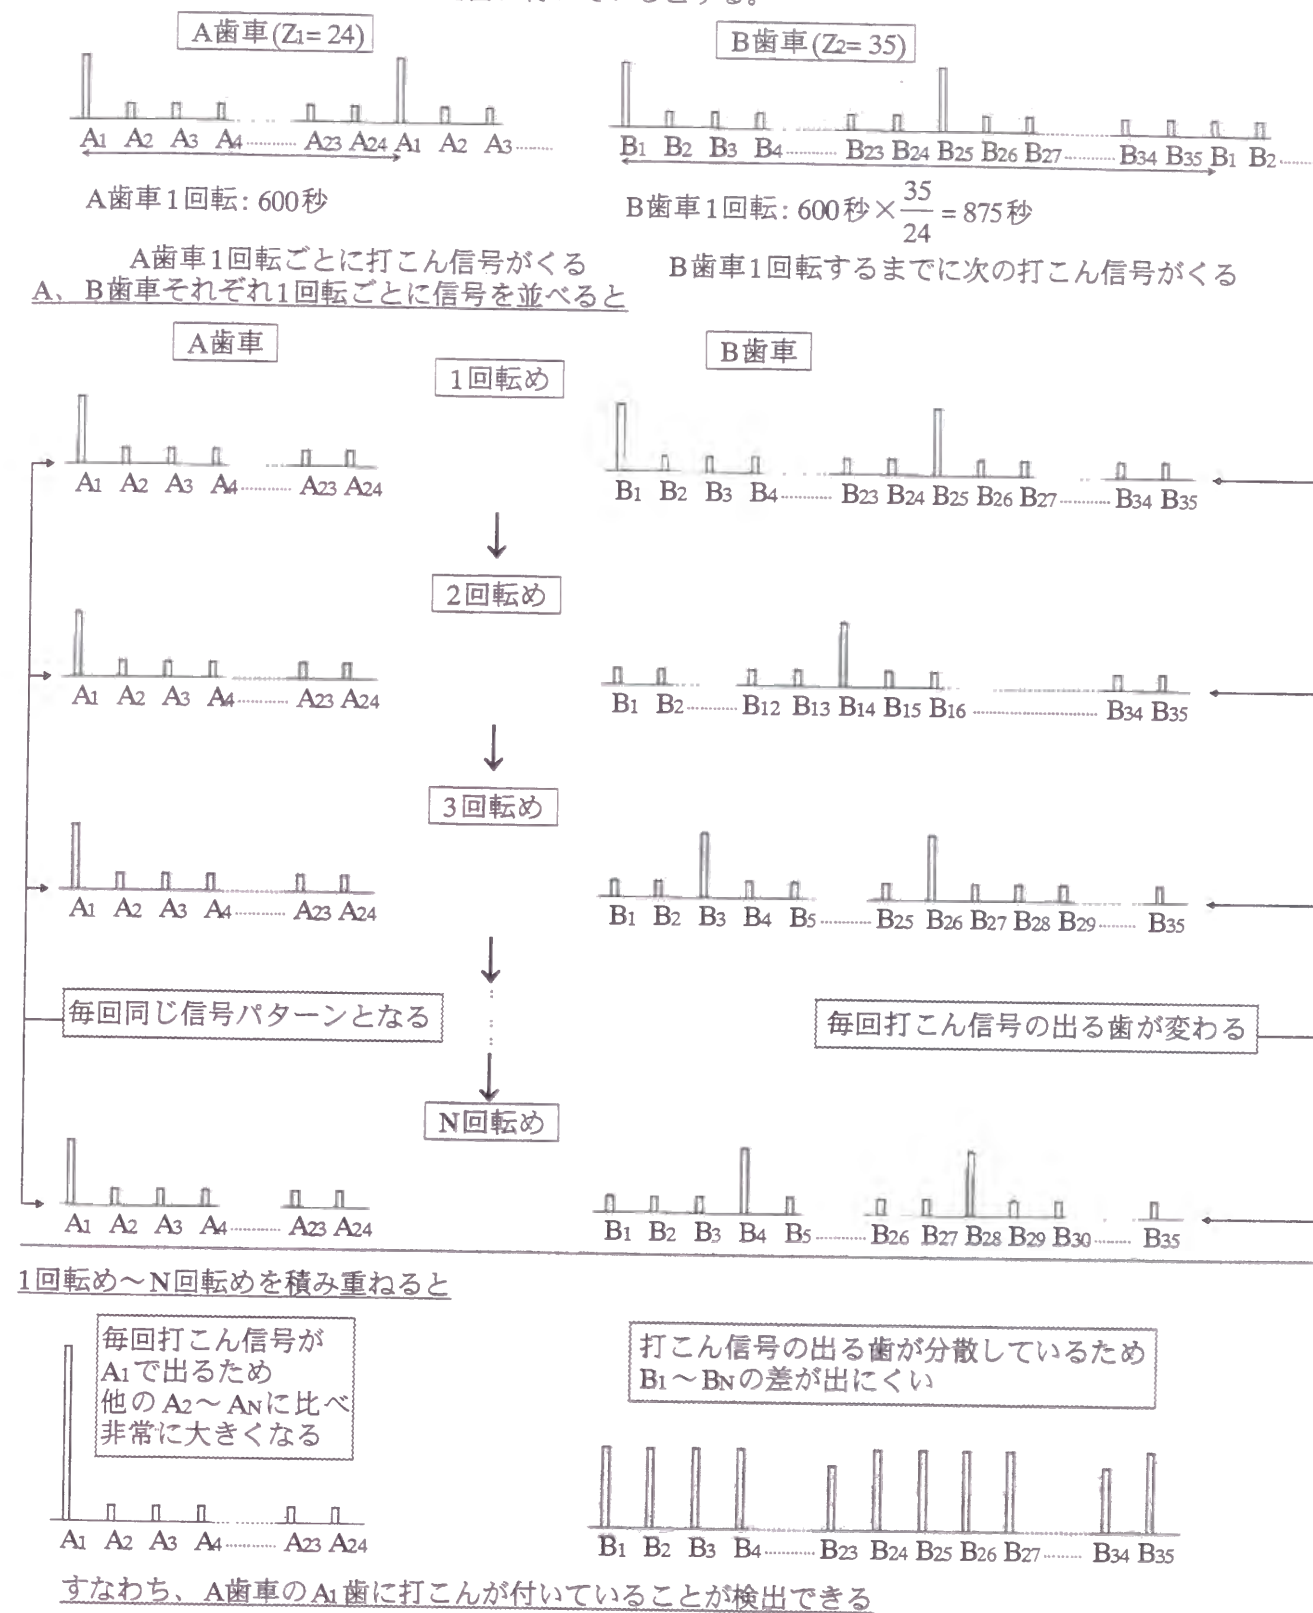 A歯車(Z1= 24)
B歯車(Z2= 35)
A1 A2 A3 A4 ........... A23 A24 A1 A2 A3 ........
B1 B2 B3 B4 ........... B23 B24 B25 B26 B27 ........... B34 B35 B1 B2 .......
A歯車1回転: 600秒
B歯車1回転: 600秒×35/24 = 875秒
A歯車1回転ごとに打こん信号がくる
B歯車1回転するまでに次の打こん信号がくる
A、B歯車それぞれ1回転ごとに信号を並べると
A歯車
B歯車
1回転め
A1 A2 A3 A4 ........... A23 A24
B1 B2 B3 B4 ........... B23 B24 B25 B26 B27 ........... B34 B35
2回転め
A1 A2 A3 A4 ........... A23 A24
B1 B2 ........... B12 B13 B14 B15 B16 ........................... B34 B35
3回転め
A1 A2 A3 A4 ........... A23 A24
B1 B2 B3 B4 B5 ........... B25 B26 B27 B28 B29 ........ B35
毎回同じ信号パターンとなる
毎回打こん信号の出る歯が変わる
N回転め
A1 A2 A3 A4 ........... A23 A24
B1 B2 B3 B4 B5 ........... B26 B27 B28 B29 B30 ........ B35
1回転め～N回転めを積み重ねると
毎回打こん信号が
A1で出るため
他のA2～ANに比べ
非常に大きくなる
打こん信号の出る歯が分散しているため
B1～BNの差が出にくい
A1 A2 A3 A4 ........... A23 A24
B1 B2 B3 B4 ........... B23 B24 B25 B26 B27 ........ B34 B35
すなわち、A歯車のA1歯に打こんが付いていることが検出できる